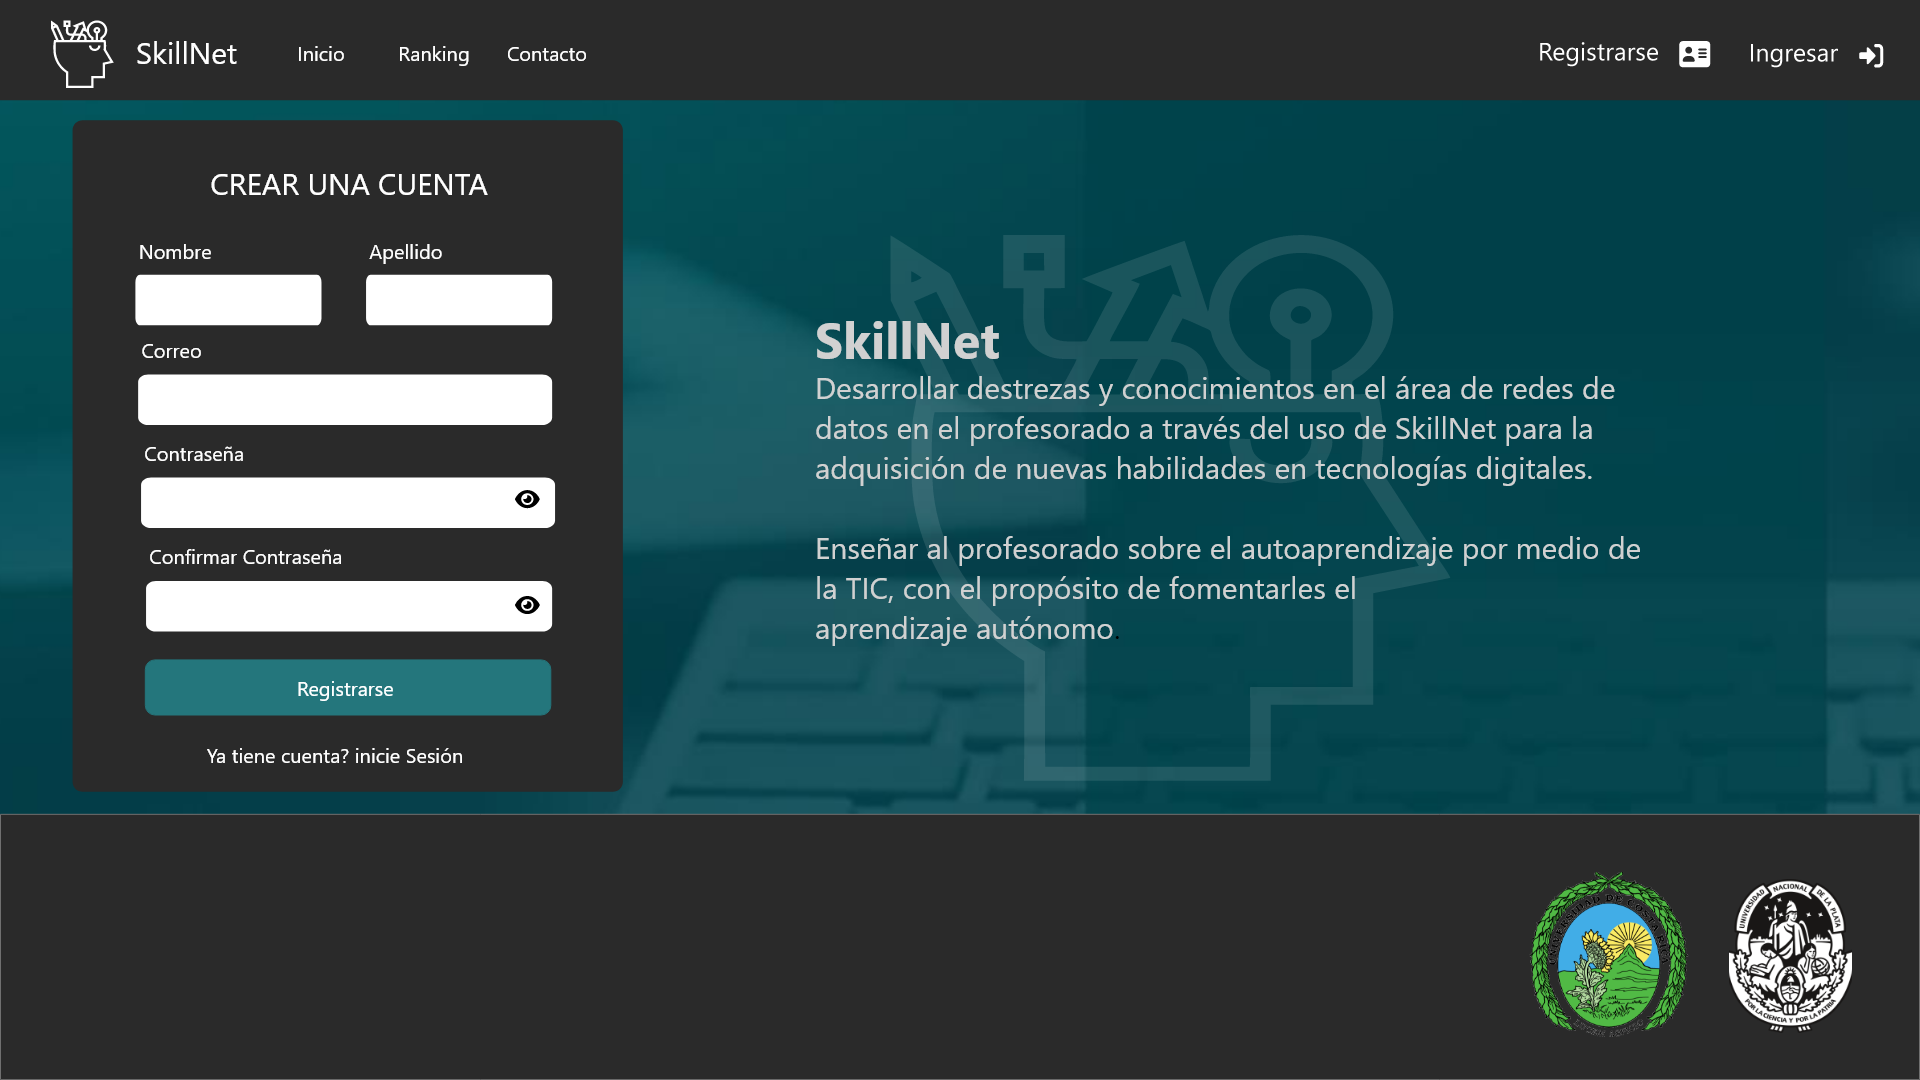 SkillNet
Inicio
Ranking
Contacto
Registrarse
Ingresar
CREAR UNA CUENTA
Nombre
Apellido
Correo
Contraseña
Confirmar Contraseña
Registrarse
Ya tiene cuenta? inicie Sesión
SkillNet
Desarrollar destrezas y conocimientos en el área de redes de
datos en el profesorado a través del uso de SkillNet para la
adquisición de nuevas habilidades en tecnologías digitales.
Enseñar al profesorado sobre el autoaprendizaje por medio de
la TIC, con el propósito de fomentarles el
aprendizaje autónomo.
UNIVERSIDAD DE COSTA RICA
UNIVERSIDAD NACIONAL DE LA PLATA
POR LA CIENCIA Y POR LA PATRIA